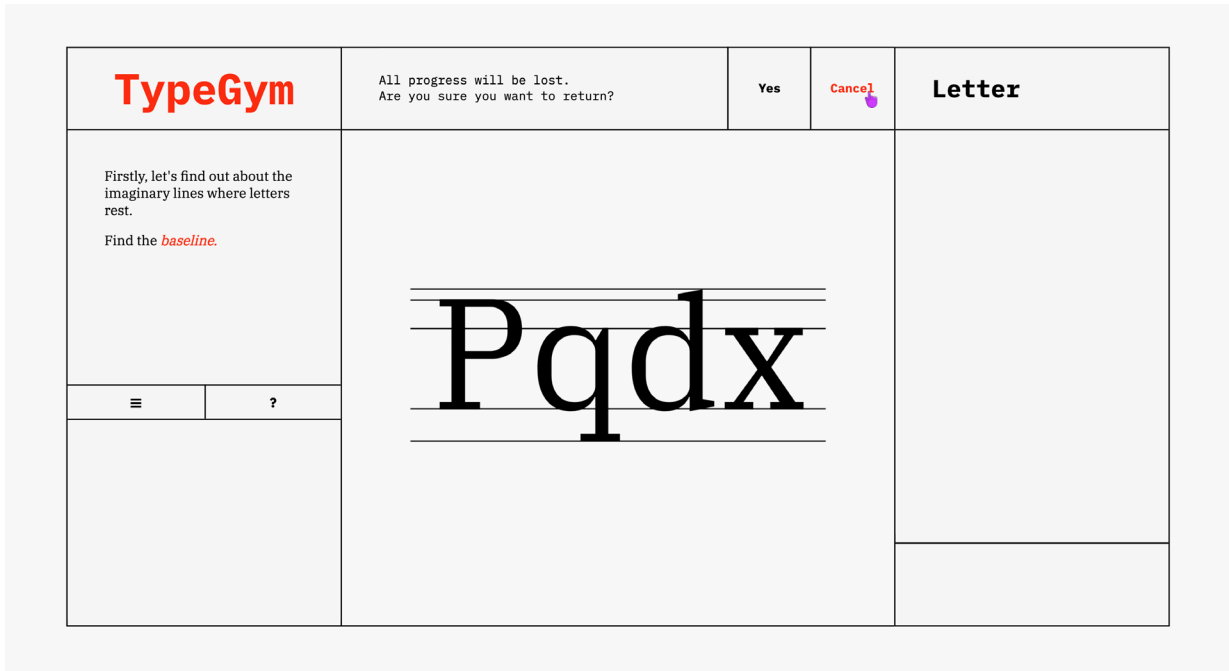 TypeGym
All progress will be lost.
Are you sure you want to return?
Yes
Cancel
Letter
Firstly, let's find out about the
imaginary lines where letters
rest.
Find the baseline.
?
Pqdx